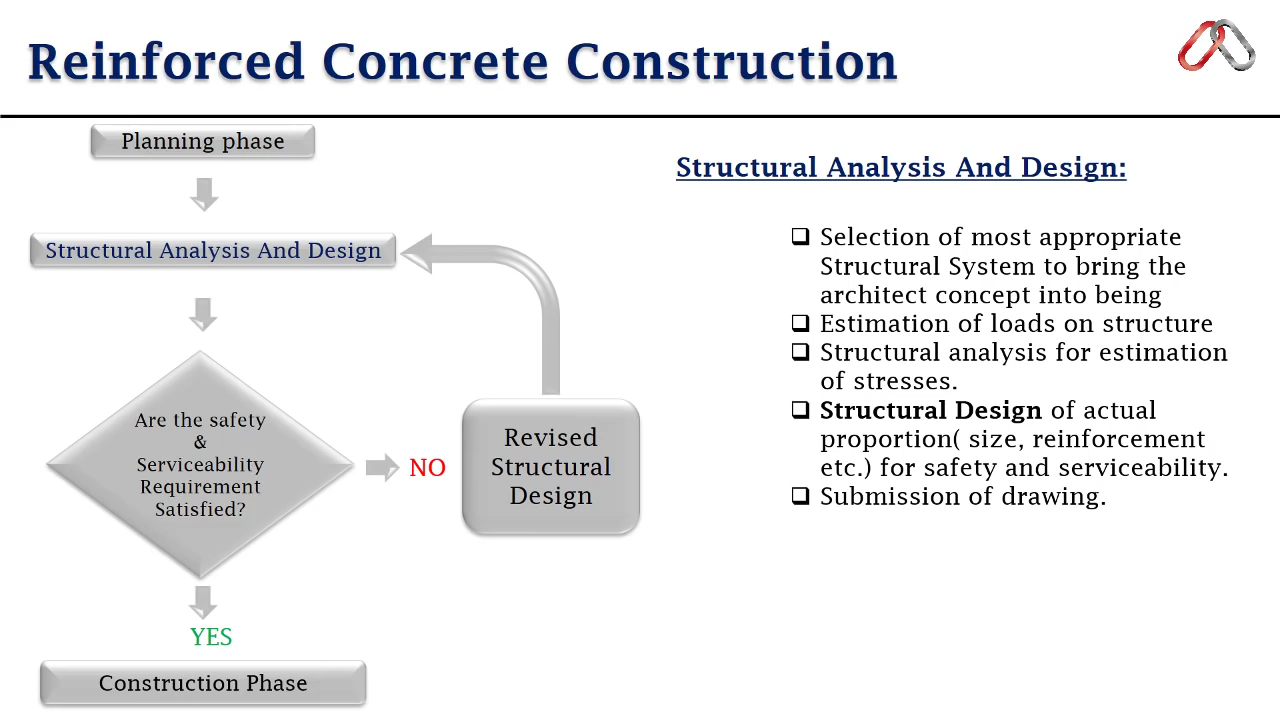 Reinforced Concrete Construction
Planning phase
Structural Analysis And Design
Are the safety
&
Serviceability
Requirement
Satisfied?
NO
Revised
Structural
Design
YES
Construction Phase
Structural Analysis And Design:
❑ Selection of most appropriate
Structural System to bring the
architect concept into being
❑ Estimation of loads on structure
❑ Structural analysis for estimation
of stresses.
❑ Structural Design of actual
proportion( size, reinforcement
etc.) for safety and serviceability.
❑ Submission of drawing.